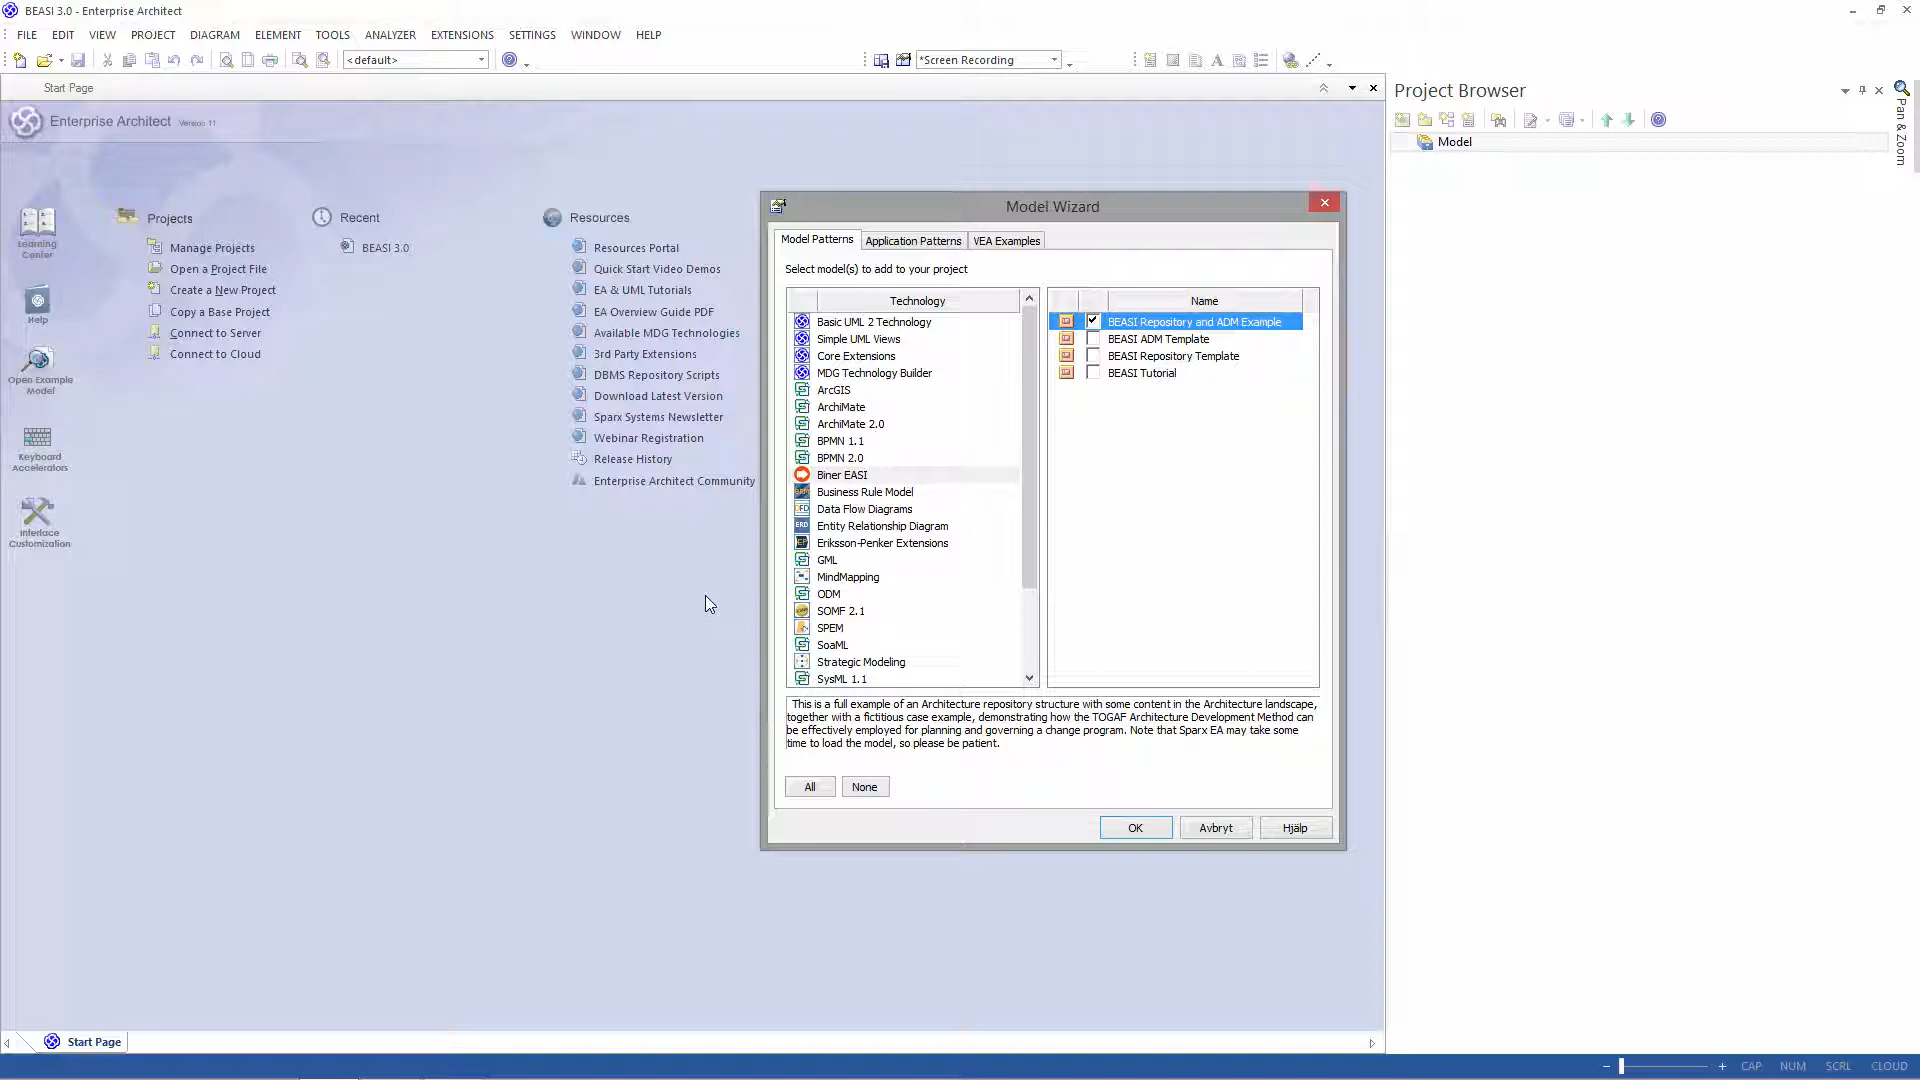 BEASI 3.0 - Enterprise Architect
FILE EDIT VIEW PROJECT DIAGRAM ELEMENT TOOLS ANALYZER EXTENSIONS SETTINGS WINDOW HELP
<default>
*Screen Recording
Start Page
Enterprise Architect Version 11
Learning Center
Help
Open Example Model
Keyboard Accelerators
Interface Customization
Projects
Manage Projects
Open a Project File
Create a New Project
Copy a Base Project
Connect to Server
Connect to Cloud
Recent
BEASI 3.0
Resources
Resources Portal
Quick Start Video Demos
EA & UML Tutorials
EA Overview Guide PDF
Available MDG Technologies
3rd Party Extensions
DBMS Repository Scripts
Download Latest Version
Sparx Systems Newsletter
Webinar Registration
Release History
Enterprise Architect Community
Model Wizard
Model Patterns Application Patterns VEA Examples
Select model(s) to add to your project
Technology
Basic UML 2 Technology
Simple UML Views
Core Extensions
MDG Technology Builder
ArcGIS
ArchiMate
ArchiMate 2.0
BPMN 1.1
BPMN 2.0
Biner EASI
Business Rule Model
Data Flow Diagrams
Entity Relationship Diagram
Eriksson-Penker Extensions
GML
MindMapping
ODM
SOMF 2.1
SPEM
SoaML
Strategic Modeling
SysML 1.1
Name
BEASI Repository and ADM Example
BEASI ADM Template
BEASI Repository Template
BEASI Tutorial
This is a full example of an Architecture repository structure with some content in the Architecture landscape,
together with a fictitious case example, demonstrating how the TOGAF Architecture Development Method can
be effectively employed for planning and governing a change program. Note that Sparx EA may take some
time to load the model, so please be patient.
All None
OK Avbryt Hjälp
Project Browser
Model
Pan & Zoom
Start Page
CAP NUM SCRL CLOUD